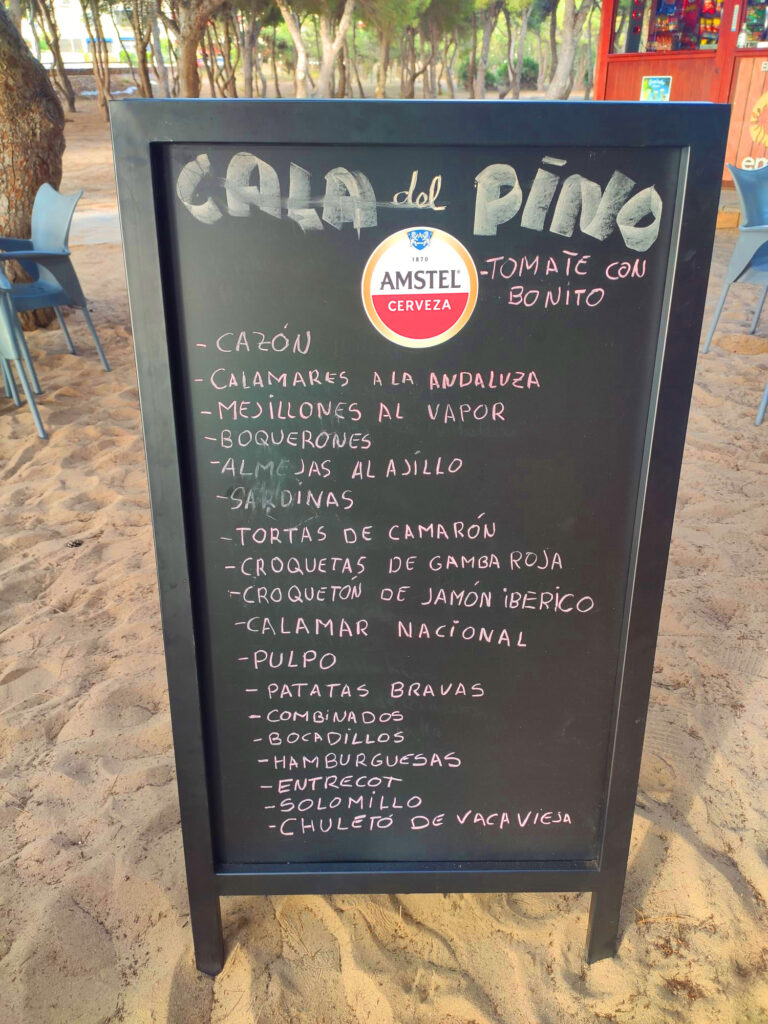 CALA del PINO
1870
AMSTEL
CERVEZA
-TOMATE CON
BONITO
- CAZÓN
- CALAMARES A LA ANDALUZA
- MEJILLONES AL VAPOR
- BOQUERONES
- ALMEJAS AL AJILLO
- SARDINAS
- TORTAS DE CAMARÓN
- CROQUETAS DE GAMBA ROJA
- CROQUETÓN DE JAMÓN IBERICO
- CALAMAR NACIONAL
- PULPO
- PATATAS BRAVAS
- COMBINADOS
- BOCADILLOS
- HAMBURGUESAS
- ENTRECOT
- SOLOMILLO
- CHULETÓ DE VACA VIEJA